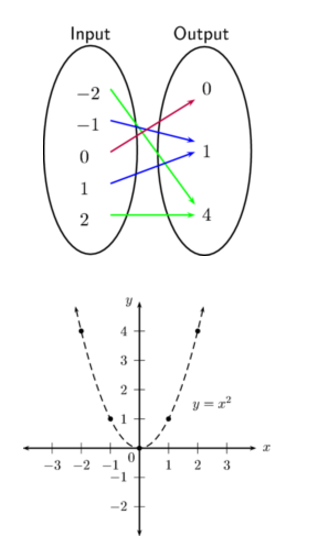 Input Output
−2 0
−1
0 1
1
2 4
y
4
3
2
y = x²
1
0 x
−3 −2 −1 1 2 3
−1
−2